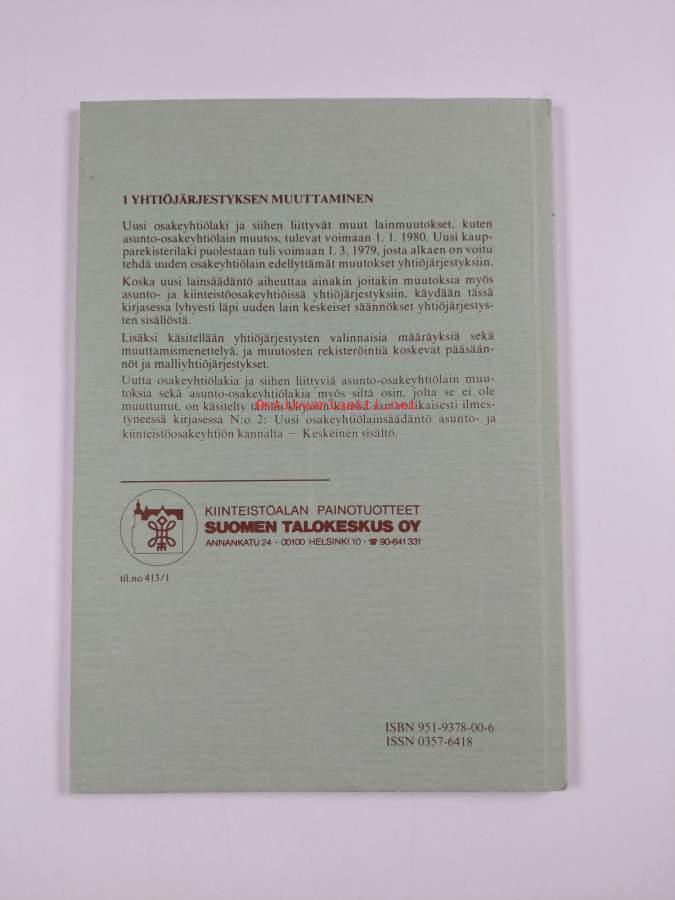 1 YHTIÖJÄRJESTYKSEN MUUTTAMINEN
Uusi osakeyhtiölaki ja siihen liittyvät muut lainmuutokset, kuten
asunto-osakeyhtiölain muutos, tulevat voimaan 1. 1. 1980. Uusi kaup-
parekisterilaki puolestaan tuli voimaan 1. 3. 1979, josta alkaen on voitu
tehdä uuden osakeyhtiölain edellyttämät muutokset yhtiöjärjestyksiin.
Koska uusi lainsäädäntö aiheuttaa ainakin joitakin muutoksia myös
asunto- ja kiinteistöosakeyhtiöissä yhtiöjärjestyksiin, käydään tässä
kirjasessa lyhyesti läpi uuden lain keskeiset säännökset yhtiöjärjestys-
ten sisällöstä.
Lisäksi käsitellään yhtiöjärjestysten valinnaisia määräyksiä sekä
muuttamismenettelyä, ja muutosten rekisteröintiä koskevat pääsään-
nöt ja malliyhtiöjärjestykset.
Uutta osakeyhtiölakia ja siihen liittyviä asunto-osakeyhtiölain muu-
toksia sekä asunto-osakeyhtiölakia myös siltä osin, jolta se ei ole
muuttunut, on käsitelty tämän kirjasen kanssa samanaikaisesti ilmes-
Antikvariaatti.net
tyneessä kirjasessa N:o 2: Uusi osakeyhtiölainsäädäntö asunto- ja
kiinteistöosakeyhtiön kannalta — Keskeinen sisältö.
KIINTEISTÖALAN PAINOTUOTTEET
SUOMEN TALOKESKUS OY
ANNANKATU 24 · 00100 HELSINKI 10 · ☎ 90-641 331
til.no 413/1
ISBN 951-9378-00-6
ISSN 0357-6418